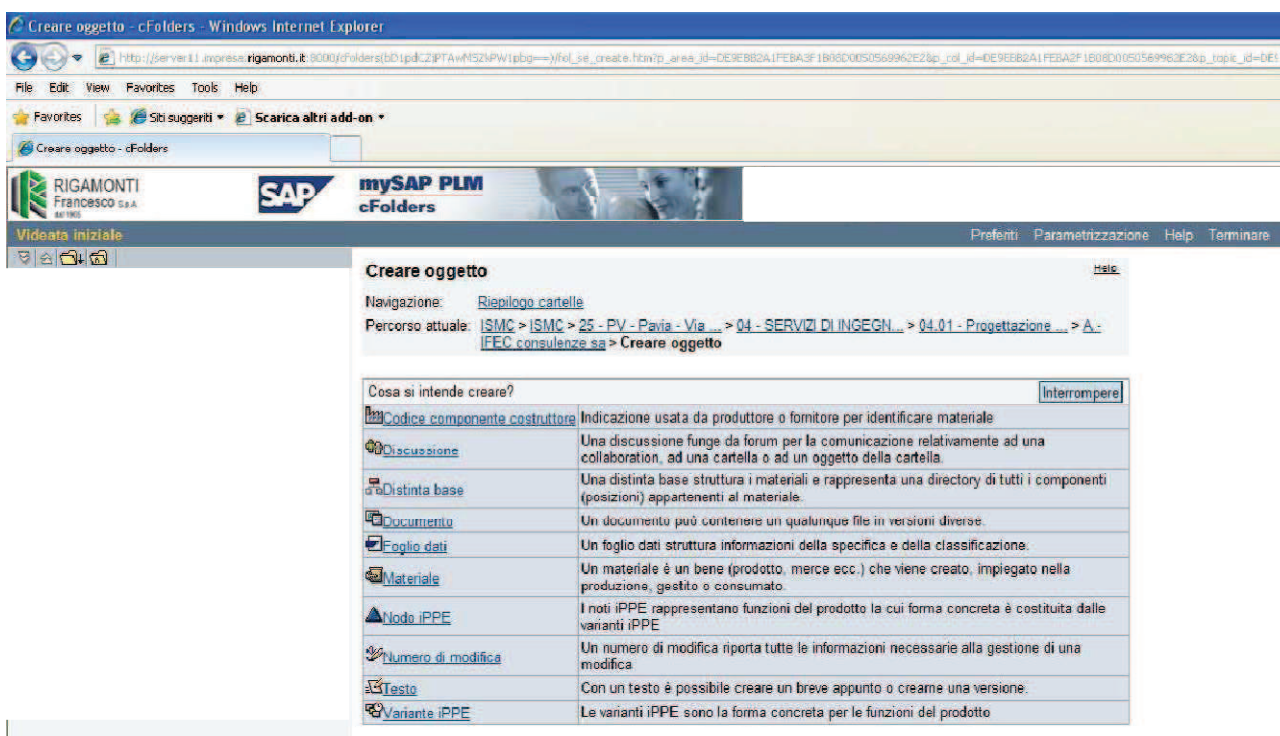 Creare oggetto - cFolders - Windows Internet Explorer
File Edit View Favorites Tools Help
Favorites Siti suggeriti Scarica altri add-on
Creare oggetto - cFolders
RIGAMONTI
Francesco S.p.A.
SAP
mySAP PLM
cFolders
Videata iniziale Preferiti Parametrizzazione Help Terminare
Creare oggetto Help
Navigazione: Riepilogo cartelle
Percorso attuale: ISMC > ISMC > 25 - PV - Pavia - Via ... > 04 - SERVIZI DI INGEGN... > 04.01 - Progettazione ... > A -
IFEC consulenze sa > Creare oggetto
Cosa si intende creare? Interrompere
Codice componente costruttore Indicazione usata da produttore o fornitore per identificare materiale
Discussione Una discussione funge da forum per la comunicazione relativamente ad una
collaboration, ad una cartella o ad un oggetto della cartella.
Distinta base Una distinta base struttura i materiali e rappresenta una directory di tutti i componenti
(posizioni) appartenenti al materiale.
Documento Un documento può contenere un qualunque file in versioni diverse.
Foglio dati Un foglio dati struttura informazioni della specifica e della classificazione.
Materiale Un materiale è un bene (prodotto, merce ecc.) che viene creato, impiegato nella
produzione, gestito o consumato.
Nodo iPPE I noti iPPE rappresentano funzioni del prodotto la cui forma concreta è costituita dalle
varianti iPPE
Numero di modifica Un numero di modifica riporta tutte le informazioni necessarie alla gestione di una
modifica
Testo Con un testo è possibile creare un breve appunto o crearne una versione.
Variante iPPE Le varianti iPPE sono la forma concreta per le funzioni del prodotto